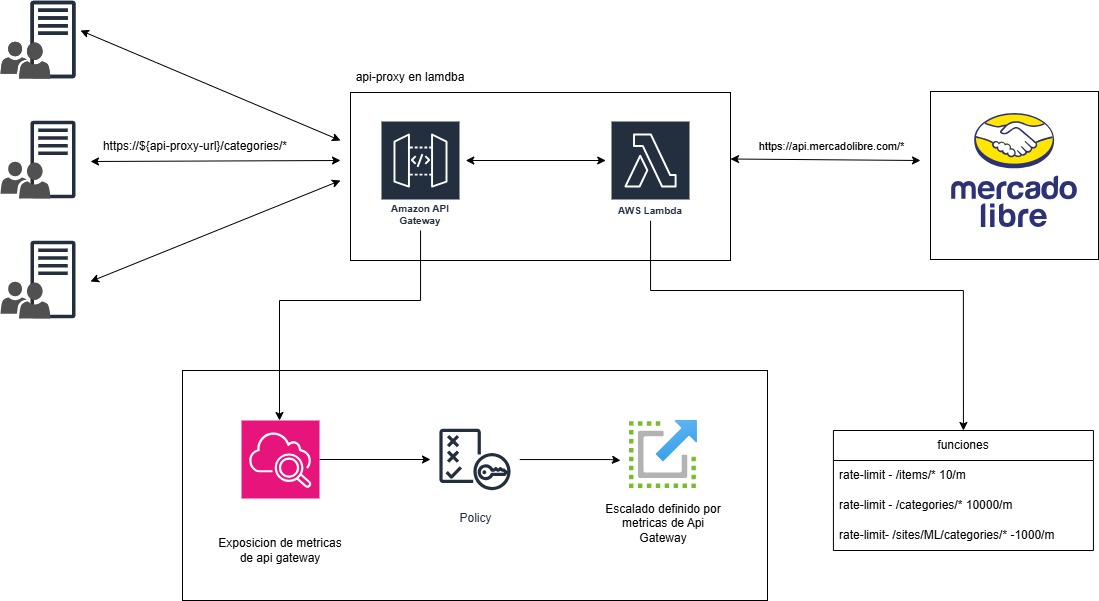 api-proxy en lamdba
https://${api-proxy-url}/categories/*
Amazon API
Gateway
AWS Lambda
https://api.mercadolibre.com/*
mercado
libre
Exposicion de metricas
de api gateway
Policy
Escalado definido por
metricas de Api
Gateway
funciones
rate-limit - /items/* 10/m
rate-limit - /categories/* 10000/m
rate-limit- /sites/ML/categories/* -1000/m